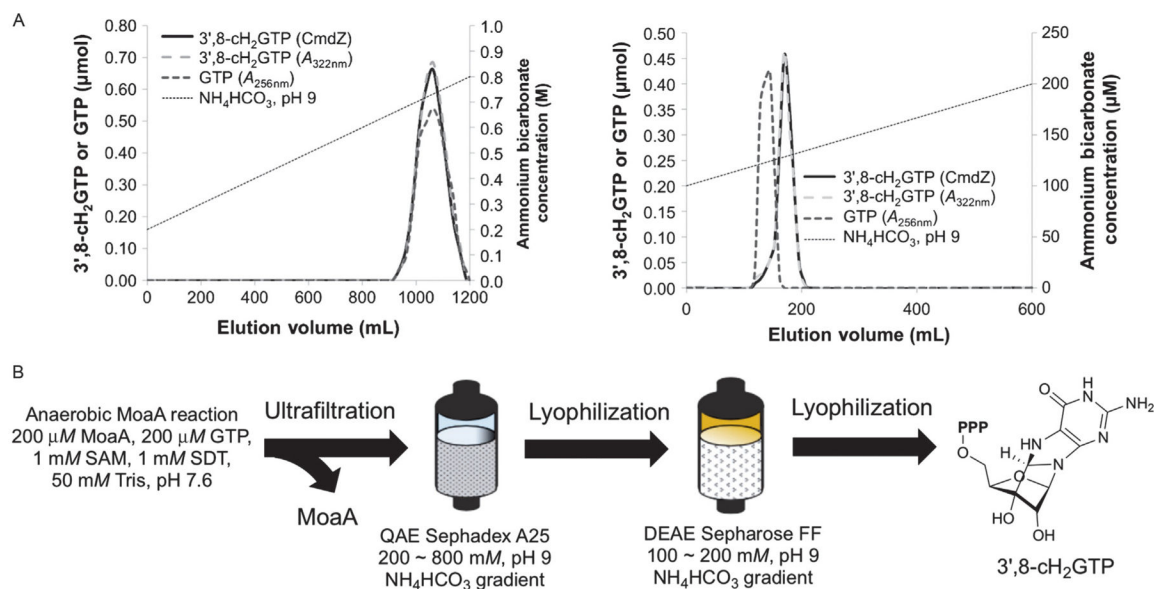 A
3',8-cH₂GTP or GTP (µmol)
0.80
0.70
0.60
0.50
0.40
0.30
0.20
0.10
0.00
3',8-cH₂GTP (CmdZ)
3',8-cH₂GTP (A₃₂₂nm)
GTP (A₂₅₆nm)
NH₄HCO₃, pH 9
1.0
0.9
0.8
0.7
0.6
0.5
0.4
0.3
0.2
0.1
0.0
Ammonium bicarbonate
concentration (M)
0 200 400 600 800 1000 1200
Elution volume (mL)
3',8-cH₂GTP or GTP (µmol)
0.50
0.45
0.40
0.35
0.30
0.25
0.20
0.15
0.10
0.05
0.00
3',8-cH₂GTP (CmdZ)
3',8-cH₂GTP (A₃₂₂nm)
GTP (A₂₅₆nm)
NH₄HCO₃, pH 9
250
200
150
100
50
0
Ammonium bicarbonate
concentration (µM)
0 200 400 600
Elution volume (mL)
B
Anaerobic MoaA reaction
200 µM MoaA, 200 µM GTP,
1 mM SAM, 1 mM SDT,
50 mM Tris, pH 7.6
Ultrafiltration
MoaA
QAE Sephadex A25
200 ~ 800 mM, pH 9
NH₄HCO₃ gradient
Lyophilization
DEAE Sepharose FF
100 ~ 200 mM, pH 9
NH₄HCO₃ gradient
Lyophilization
O
H
N
NH₂
N
PPP
HN
O
H
N
O
HO
OH
3',8-cH₂GTP